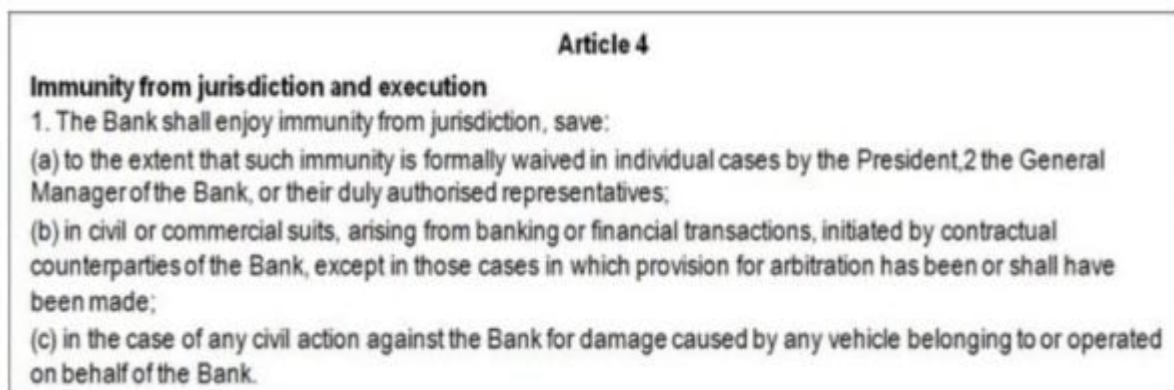 Article 4
Immunity from jurisdiction and execution
1. The Bank shall enjoy immunity from jurisdiction, save:
(a) to the extent that such immunity is formally waived in individual cases by the President,2 the General
Manager of the Bank, or their duly authorised representatives;
(b) in civil or commercial suits, arising from banking or financial transactions, initiated by contractual
counterparties of the Bank, except in those cases in which provision for arbitration has been or shall have
been made;
(c) in the case of any civil action against the Bank for damage caused by any vehicle belonging to or operated
on behalf of the Bank.